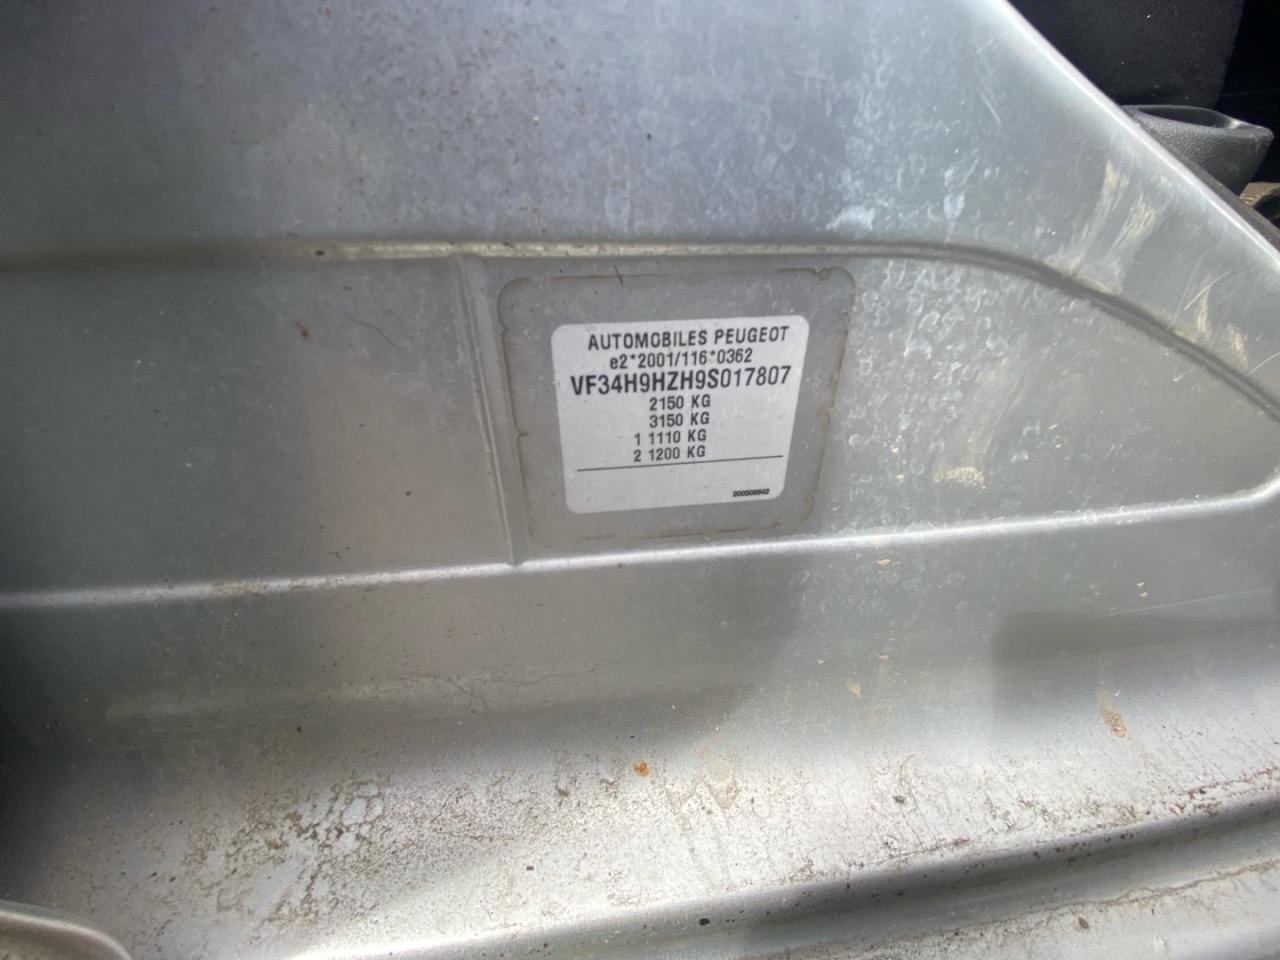 AUTOMOBILES PEUGEOT
e2*2001/116*0362
VF34H9HZH9S017807
2150 KG
3150 KG
1 1110 KG
2 1200 KG